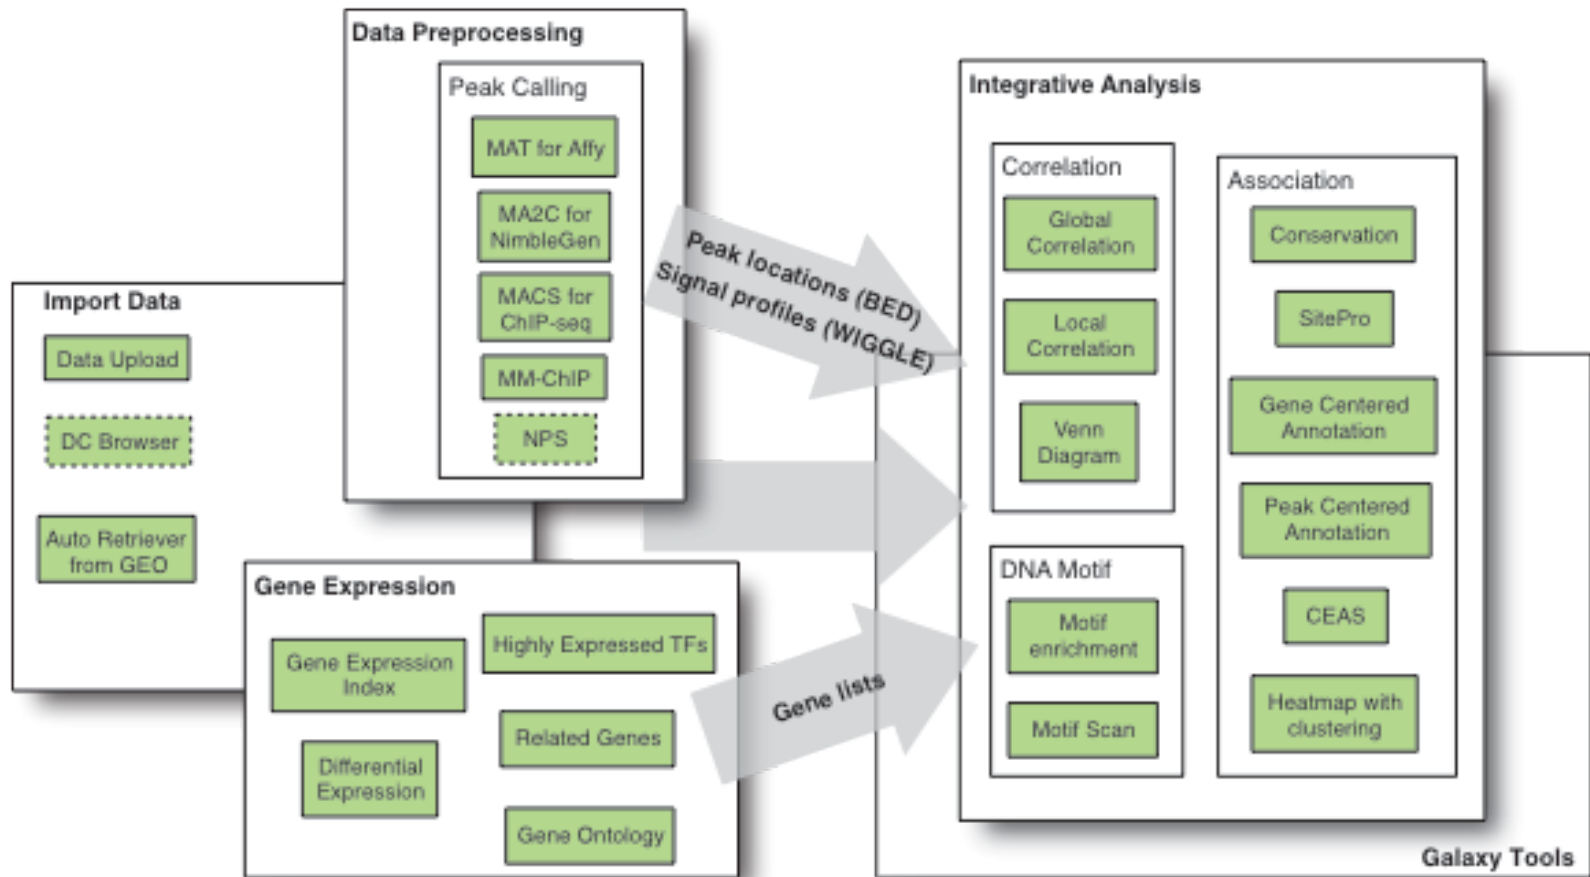 Data Preprocessing
Peak Calling
MAT for Affy
MA2C for
NimbleGen
MACS for
ChIP-seq
MM-ChIP
NPS
Import Data
Data Upload
DC Browser
Auto Retriever
from GEO
Gene Expression
Gene Expression
Index
Differential
Expression
Highly Expressed TFs
Related Genes
Gene Ontology
Peak locations (BED)
Signal profiles (WIGGLE)
Gene lists
Integrative Analysis
Correlation
Global
Correlation
Local
Correlation
Venn
Diagram
DNA Motif
Motif
enrichment
Motif Scan
Association
Conservation
SitePro
Gene Centered
Annotation
Peak Centered
Annotation
CEAS
Heatmap with
clustering
Galaxy Tools